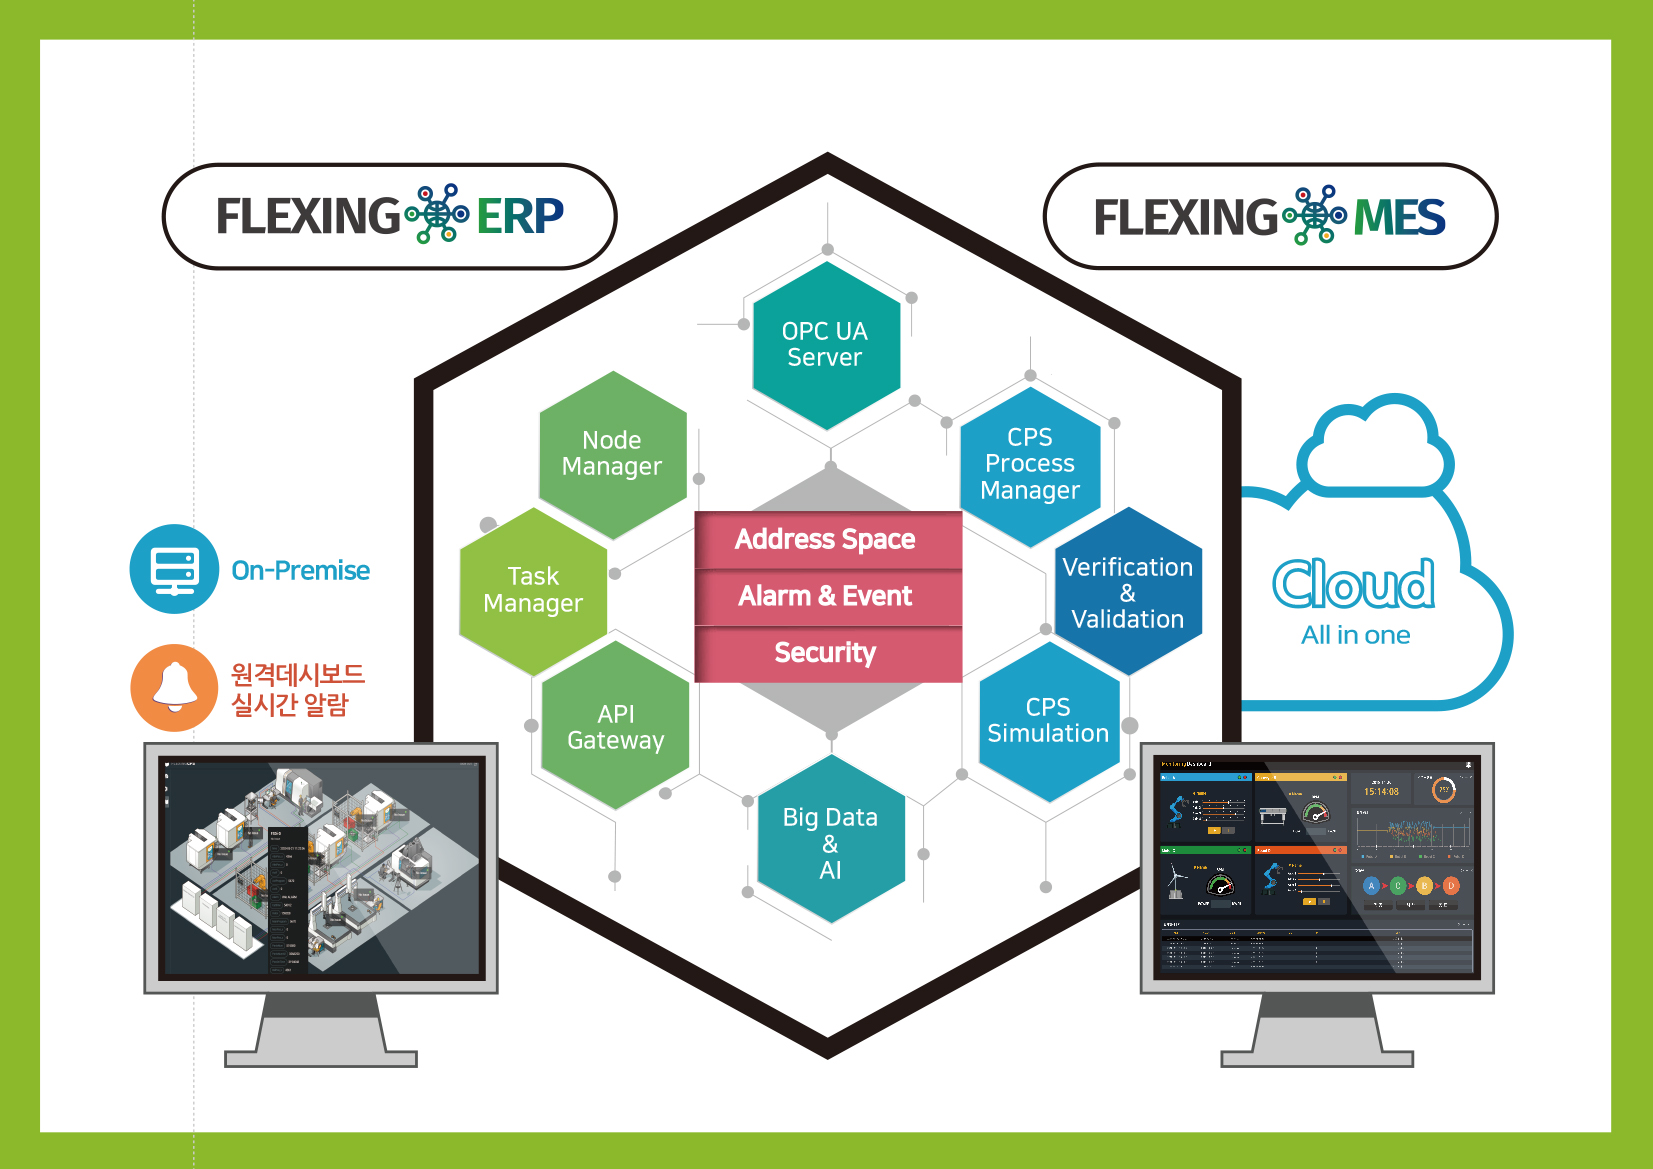 FLEXING ERP
FLEXING MES
OPC UA
Server
Node
Manager
CPS
Process
Manager
Address Space
Alarm & Event
Security
Task
Manager
Verification
&
Validation
API
Gateway
CPS
Simulation
Big Data
&
AI
On-Premise
원격데시보드
실시간 알람
Cloud
All in one
Monitoring Dashboard
15:14:08
A
C
B
D